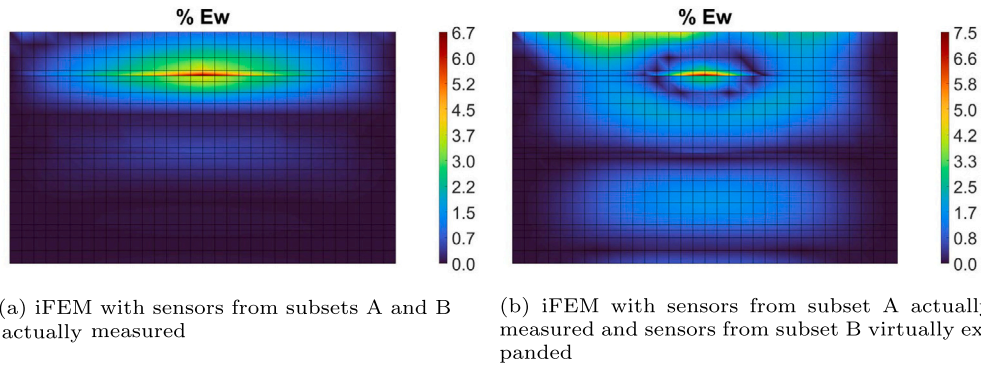 % Ew
6.7
6.0
5.2
4.5
3.7
3.0
2.2
1.5
0.7
0.0
(a) iFEM with sensors from subsets A and B
actually measured
% Ew
7.5
6.7
5.8
5.0
4.2
3.3
2.5
1.7
0.8
0.0
(b) iFEM with sensors from subset A actually
measured and sensors from subset B virtually ex-
panded